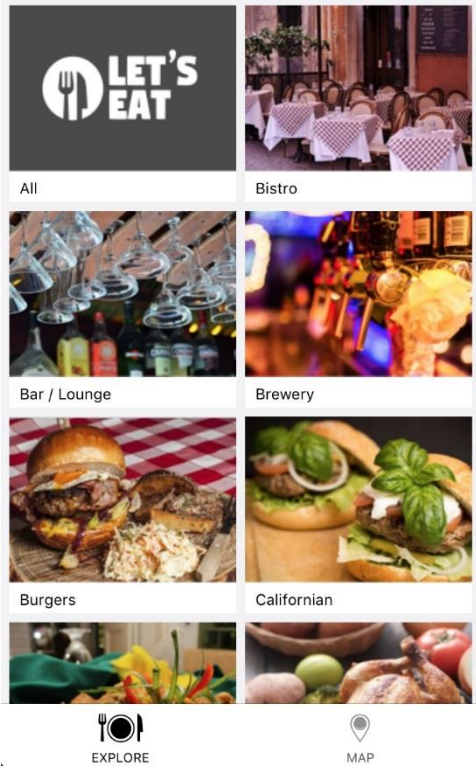 LET'S
EAT
All
Bistro
Bar / Lounge
Brewery
Burgers
Californian
EXPLORE
MAP